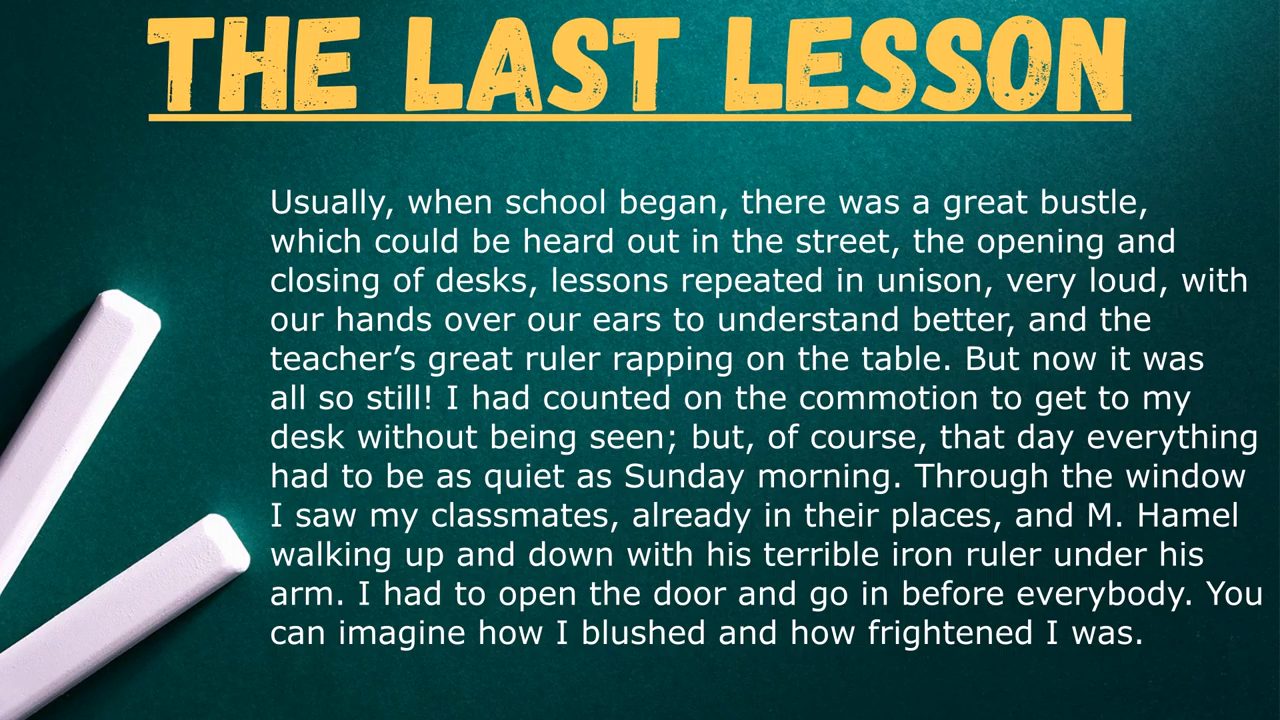 THE LAST LESSON
Usually, when school began, there was a great bustle,
which could be heard out in the street, the opening and
closing of desks, lessons repeated in unison, very loud, with
our hands over our ears to understand better, and the
teacher’s great ruler rapping on the table. But now it was
all so still! I had counted on the commotion to get to my
desk without being seen; but, of course, that day everything
had to be as quiet as Sunday morning. Through the window
I saw my classmates, already in their places, and M. Hamel
walking up and down with his terrible iron ruler under his
arm. I had to open the door and go in before everybody. You
can imagine how I blushed and how frightened I was.